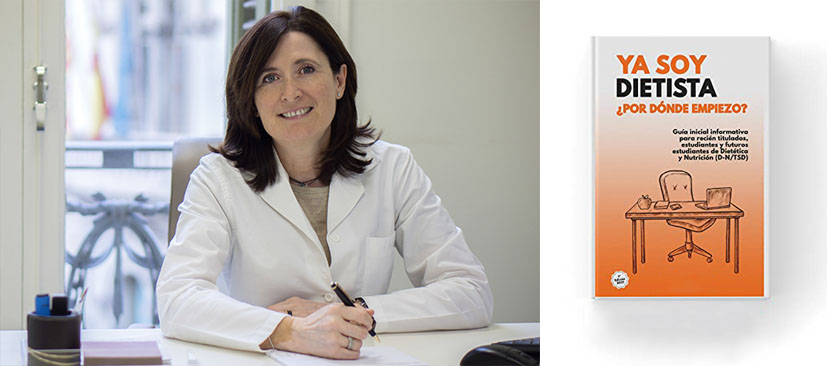 YA SOY
DIETISTA
¿POR DÓNDE EMPIEZO?
Guía inicial informativa
para recién titulados,
estudiantes y futuros
estudiantes de Dietética
y Nutrición (D-N/TSD)